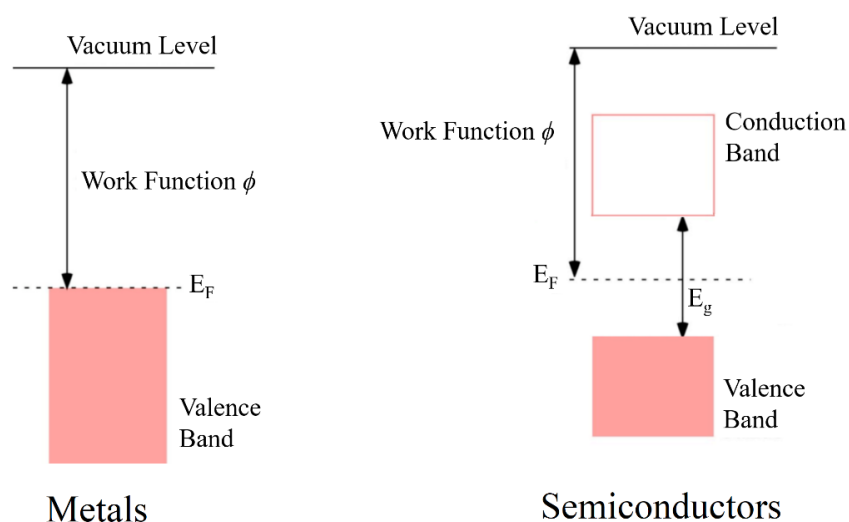 Vacuum Level
Work Function ϕ
E_F
Valence
Band
Metals
Vacuum Level
Work Function ϕ
Conduction
Band
E_F
E_g
Valence
Band
Semiconductors